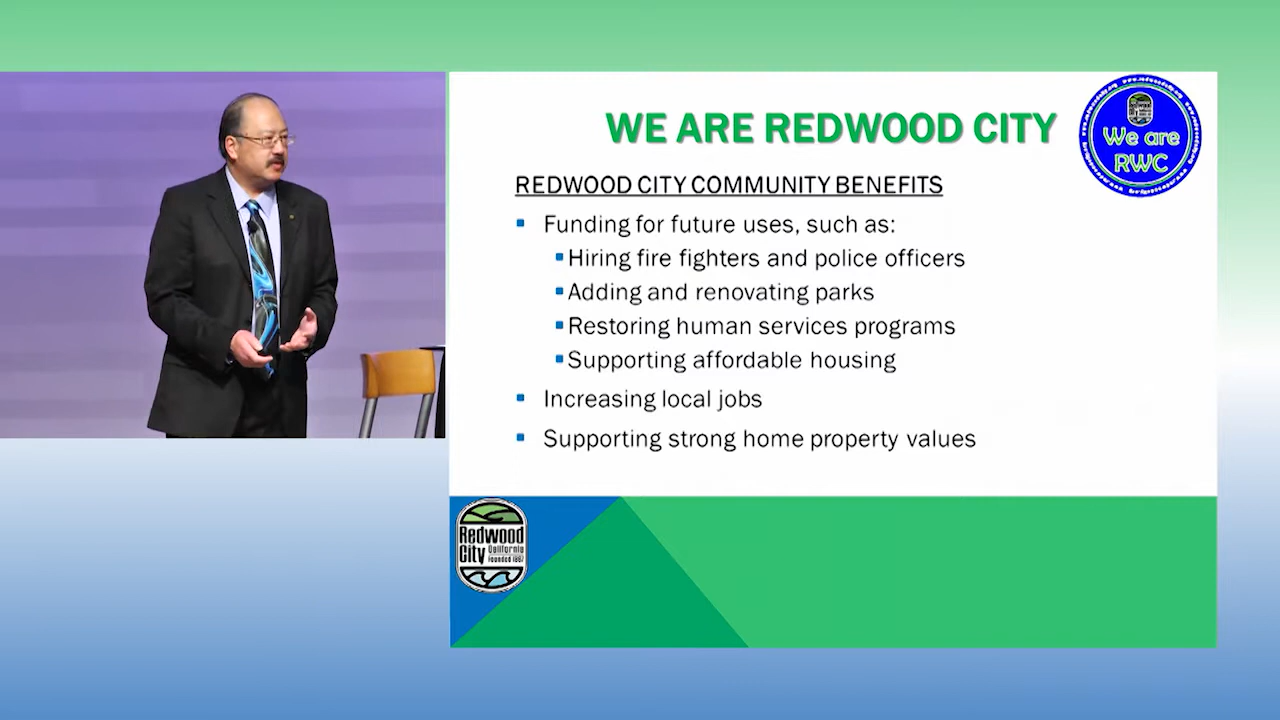 WE ARE REDWOOD CITY
We are
RWC
REDWOOD CITY COMMUNITY BENEFITS
Funding for future uses, such as:
Hiring fire fighters and police officers
Adding and renovating parks
Restoring human services programs
Supporting affordable housing
Increasing local jobs
Supporting strong home property values
Redwood
City
California
Founded 1867